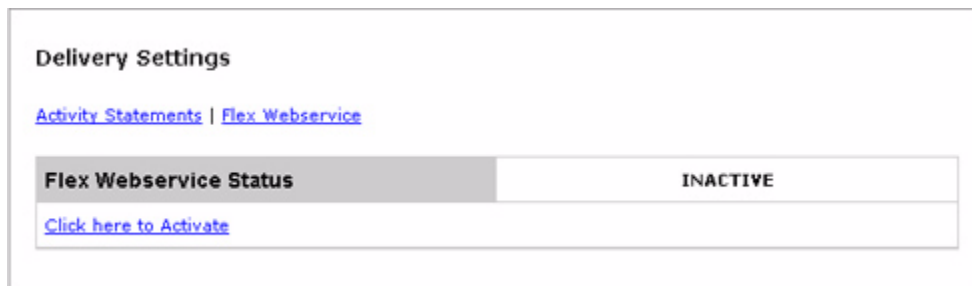 Delivery Settings
Activity Statements | Flex Webservice
Flex Webservice Status INACTIVE
Click here to Activate